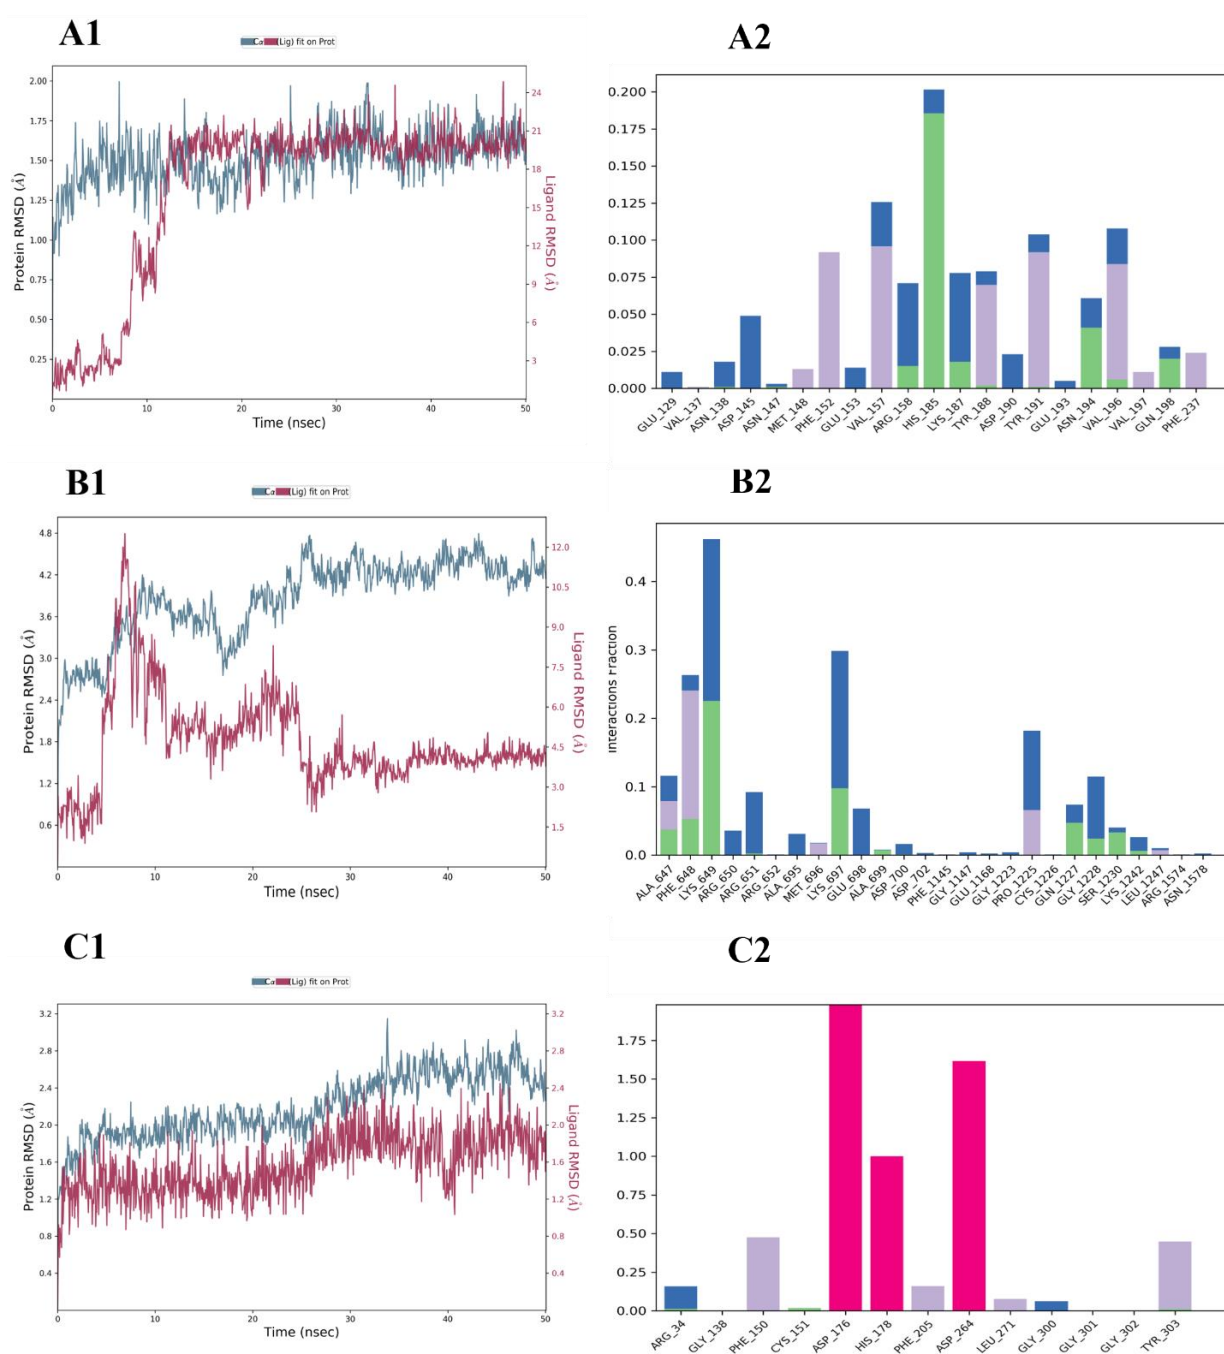 A1
Cα (Lig) fit on Prot
2.00
1.75
1.50
1.25
1.00
0.75
0.50
0.25
Protein RMSD (Å)
24
21
18
15
12
9
6
3
Ligand RMSD (Å)
0 10 20 30 40 50
Time (nsec)
A2
0.200
0.175
0.150
0.125
0.100
0.075
0.050
0.025
0.000
GLU_129 VAL_137 ASN_138 ASP_145 ASN_147 MET_148 PHE_152 GLU_153 VAL_157 ARG_158 HIS_185 LYS_187 TYR_188 ASP_190 TYR_191 GLU_193 ASN_194 VAL_196 VAL_197 GLN_198 PHE_237
B1
Cα (Lig) fit on Prot
4.8
4.2
3.6
3.0
2.4
1.8
1.2
0.6
Protein RMSD (Å)
12.0
10.5
9.0
7.5
6.0
4.5
3.0
1.5
Ligand RMSD (Å)
0 10 20 30 40 50
Time (nsec)
B2
Interactions Fraction
0.4
0.3
0.2
0.1
0.0
ALA_647 PHE_648 LYS_649 ARG_650 ARG_651 ARG_652 ALA_695 MET_696 LYS_697 GLU_698 ALA_699 ASP_700 ASP_702 PHE_1145 GLY_1147 GLU_1168 GLY_1223 PRO_1225 CYS_1226 GLN_1227 GLY_1228 SER_1230 LYS_1242 LEU_1247 ARG_1574 ASN_1578
C1
Cα (Lig) fit on Prot
3.2
2.8
2.4
2.0
1.6
1.2
0.8
0.4
Protein RMSD (Å)
3.2
2.8
2.4
2.0
1.6
1.2
0.8
0.4
Ligand RMSD (Å)
0 10 20 30 40 50
Time (nsec)
C2
1.75
1.50
1.25
1.00
0.75
0.50
0.25
0.00
ARG_34 GLY_138 PHE_150 CYS_151 ASP_176 HIS_178 PHE_205 ASP_264 LEU_271 GLY_300 GLY_301 GLY_302 TYR_303